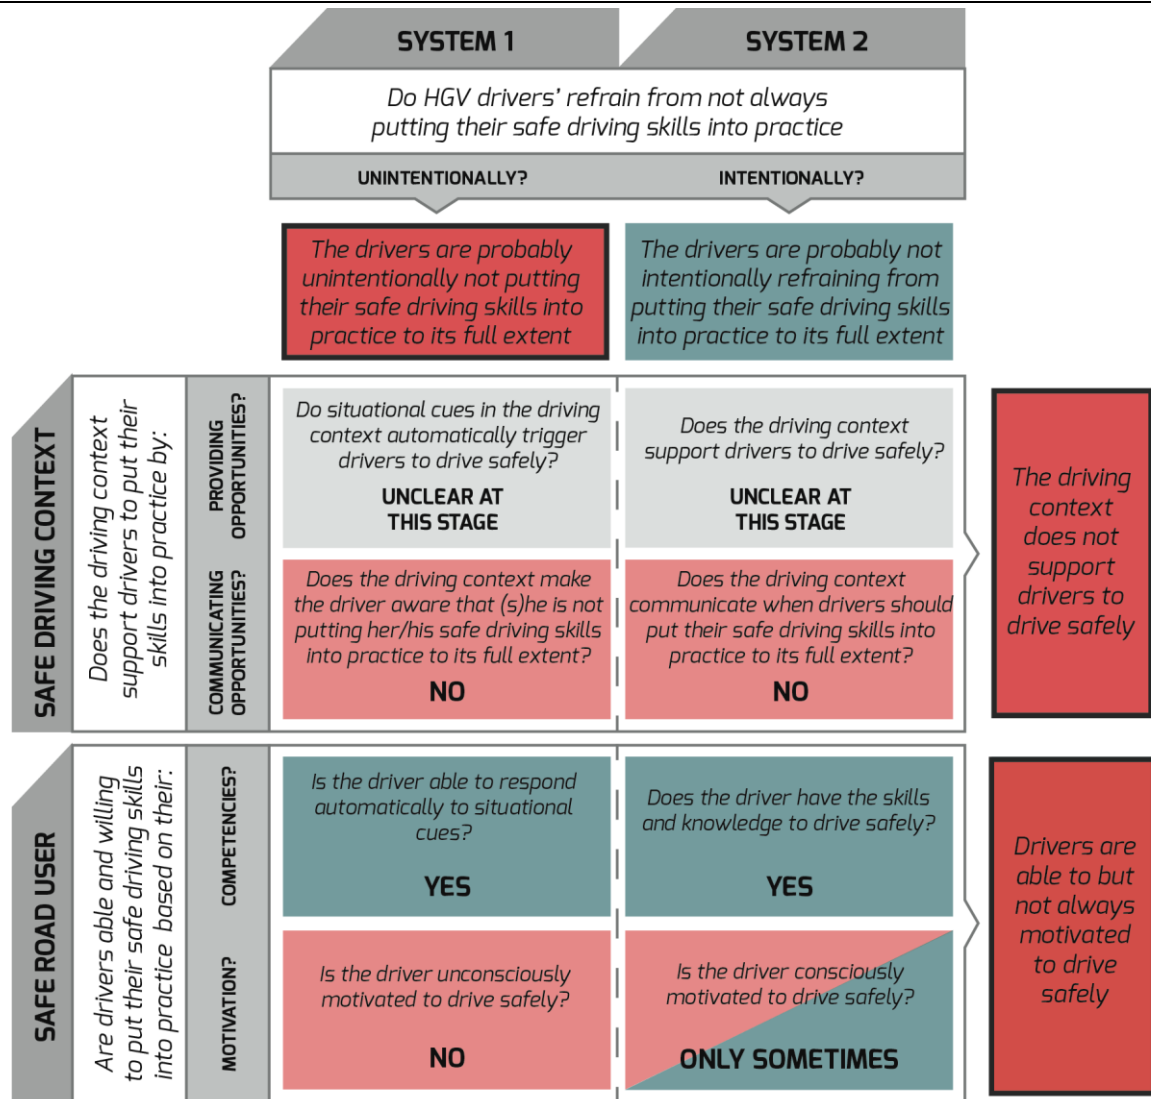 SYSTEM 1
SYSTEM 2
Do HGV drivers’ refrain from not always
putting their safe driving skills into practice
UNINTENTIONALLY?
INTENTIONALLY?
The drivers are probably
unintentionally not putting
their safe driving skills into
practice to its full extent
The drivers are probably not
intentionally refraining from
putting their safe driving skills
into practice to its full extent
SAFE DRIVING CONTEXT
Does the driving context
support drivers to put their
skills into practice by:
PROVIDING
OPPORTUNITIES?
Do situational cues in the driving
context automatically trigger
drivers to drive safely?
UNCLEAR AT
THIS STAGE
Does the driving context
support drivers to drive safely?
UNCLEAR AT
THIS STAGE
COMMUNICATING
OPPORTUNITIES?
Does the driving context make
the driver aware that (s)he is not
putting her/his safe driving skills
into practice to its full extent?
NO
Does the driving context
communicate when drivers should
put their safe driving skills into
practice to its full extent?
NO
The driving
context
does not
support
drivers to
drive safely
SAFE ROAD USER
Are drivers able and willing
to put their safe driving skills
into practice based on their:
COMPETENCIES?
Is the driver able to respond
automatically to situational
cues?
YES
Does the driver have the skills
and knowledge to drive safely?
YES
MOTIVATION?
Is the driver unconsciously
motivated to drive safely?
NO
Is the driver consciously
motivated to drive safely?
ONLY SOMETIMES
Drivers are
able to but
not always
motivated
to drive
safely